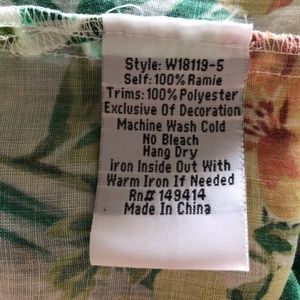 Style: W18119-5
Self: 100% Ramie
Trims: 100% Polyester
Exclusive Of Decoration
Machine Wash Cold
No Bleach
Hang Dry
iron Inside Out With
Warm Iron If Needed
Rn# 149414
Made In China